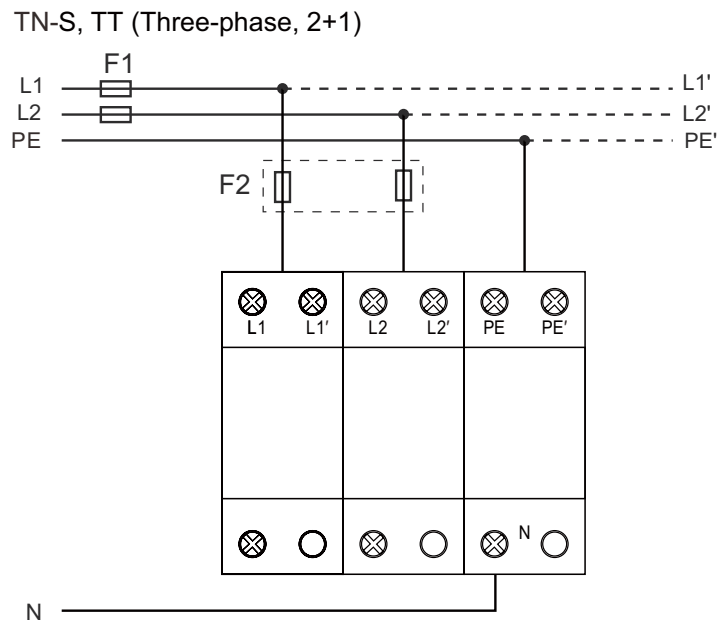 TN-S, TT (Three-phase, 2+1)
F1
L1 L1'
L2 L2'
PE PE'
F2
L1 L1′ L2 L2′ PE PE′
N
N